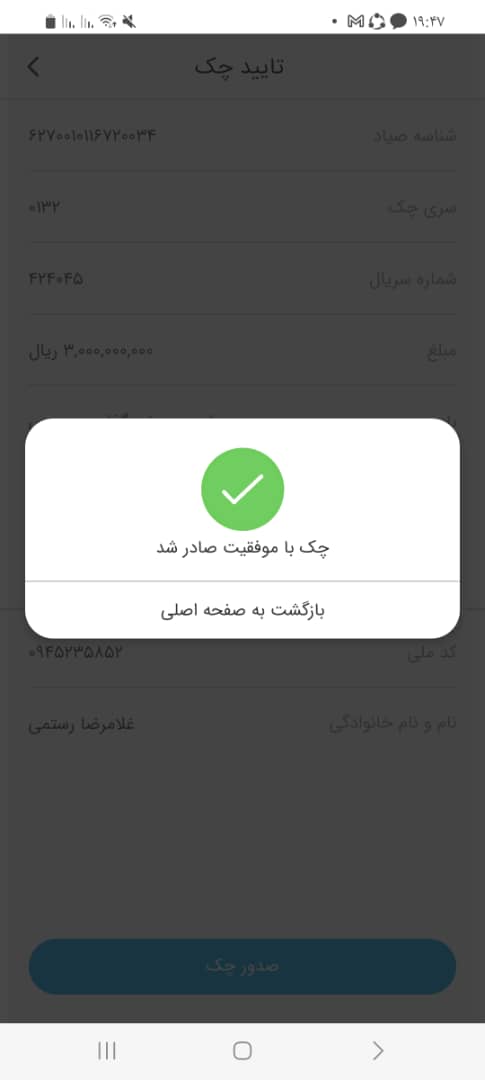 ۱۹:۴۷
تایید چک
شناسه صیاد ۶۲۷۰۰۱۰۱۱۶۷۲۰۰۳۴
سری چک ۰۱۳۲
شماره سریال ۴۲۴۰۴۵
مبلغ ۳,۰۰۰,۰۰۰,۰۰۰ ریال
چک با موفقیت صادر شد
بازگشت به صفحه اصلی
کد ملی ۰۹۴۵۲۳۵۸۵۲
نام و نام خانوادگی غلامرضا رستمی
صدور چک